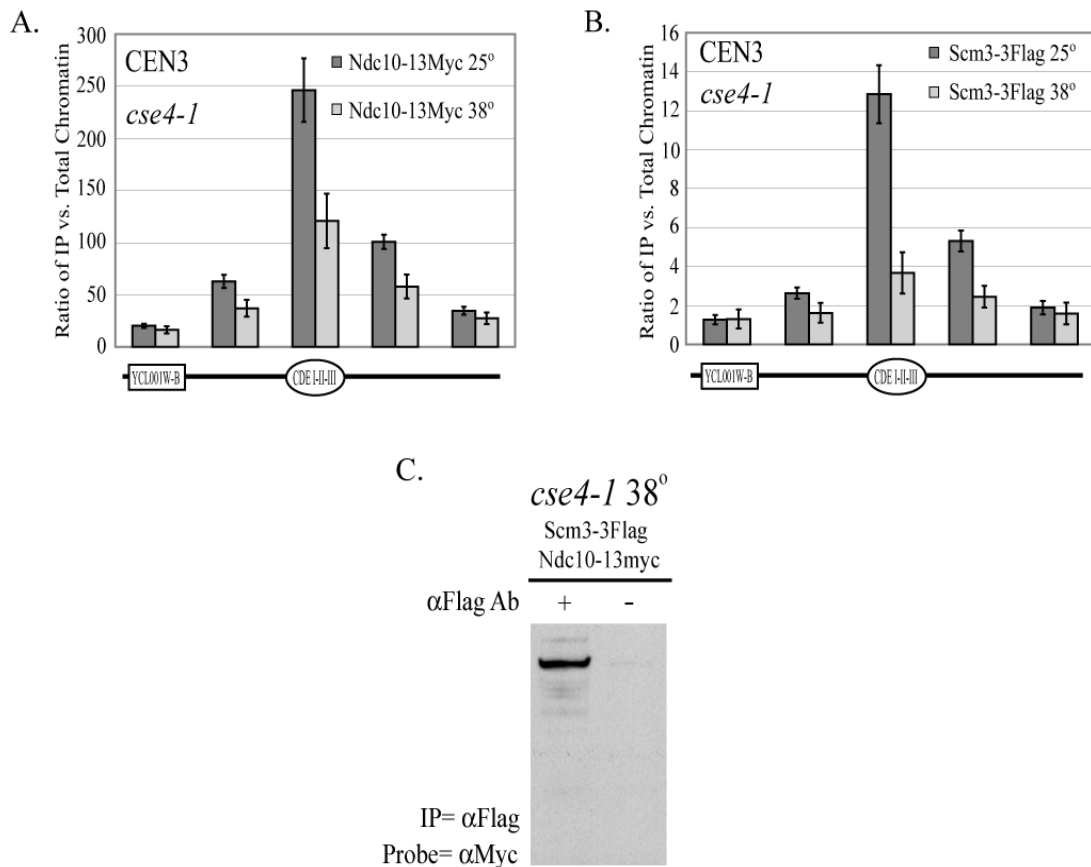 A.
Ratio of IP vs. Total Chromatin
300
250
200
150
100
50
0
CEN3
cse4-1
Ndc10-13Myc 25°
Ndc10-13Myc 38°
YCL001W-B
CDE I-II-III
B.
Ratio of IP vs. Total Chromatin
16
14
12
10
8
6
4
2
0
CEN3
cse4-1
Scm3-3Flag 25°
Scm3-3Flag 38°
YCL001W-B
CDE I-II-III
C.
cse4-1 38°
Scm3-3Flag
Ndc10-13myc
αFlag Ab + -
IP= αFlag
Probe= αMyc